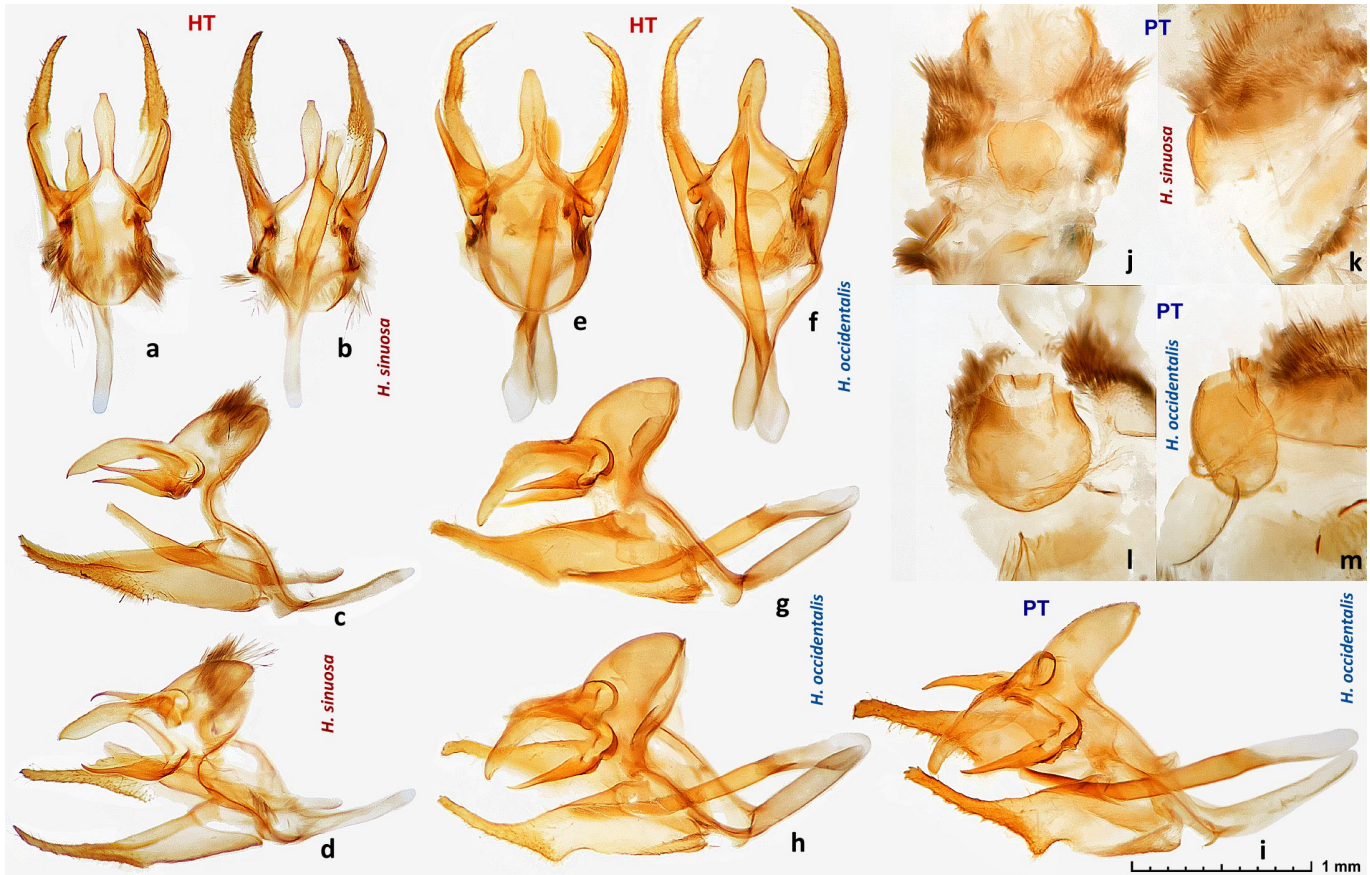 HT
a
b
H. sinuosa
c
d
H. sinuosa
HT
e
f
H. occidentalis
g
h
H. occidentalis
PT
j
k
H. sinuosa
PT
l
m
H. occidentalis
PT
i
H. occidentalis
1 mm